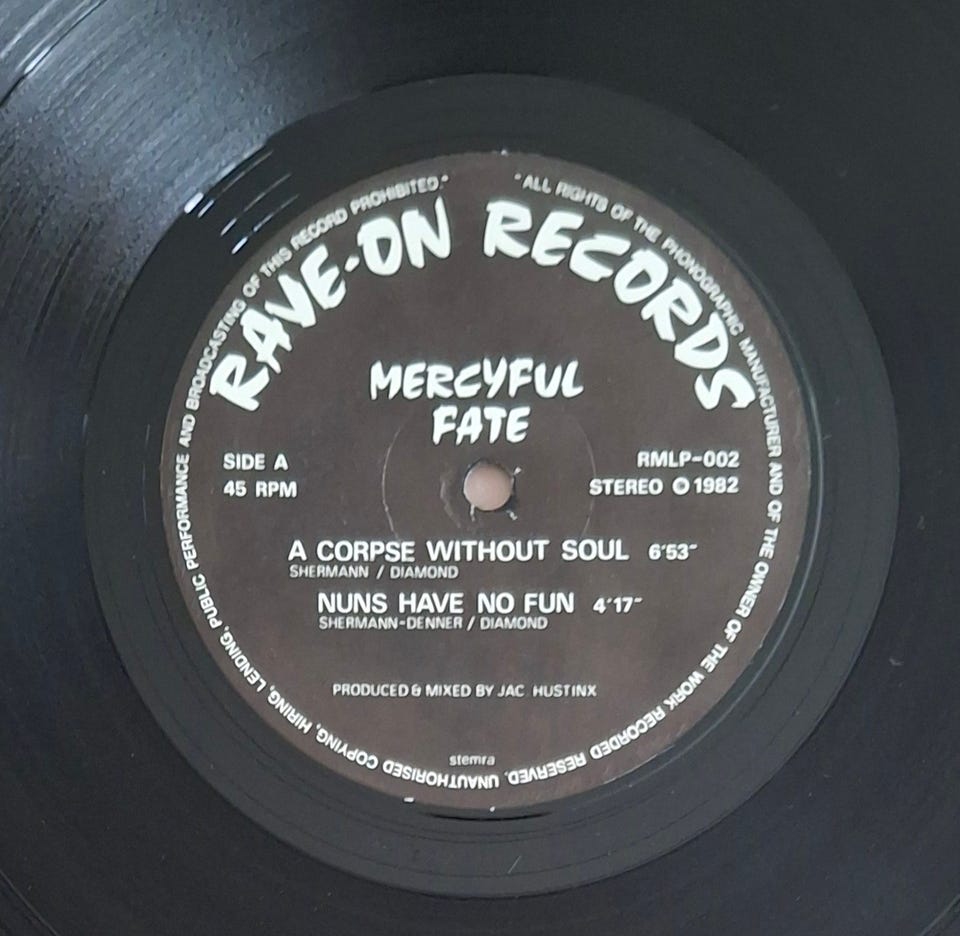 "ALL RIGHTS OF THE PHONOGRAPHIC MANUFACTURER AND OF THE OWNER OF THE WORK RECORDED RESERVED. UNAUTHORISED COPYING, HIRING, LENDING, PUBLIC PERFORMANCE AND BROADCASTING OF THIS RECORD PROHIBITED."
RAVE-ON RECORDS
MERCYFUL
FATE
SIDE A
45 RPM
RMLP-002
STEREO ℗ 1982
A CORPSE WITHOUT SOUL 6'53"
SHERMANN / DIAMOND
NUNS HAVE NO FUN 4'17"
SHERMANN-DENNER / DIAMOND
PRODUCED & MIXED BY JAC HUSTINX
stemra